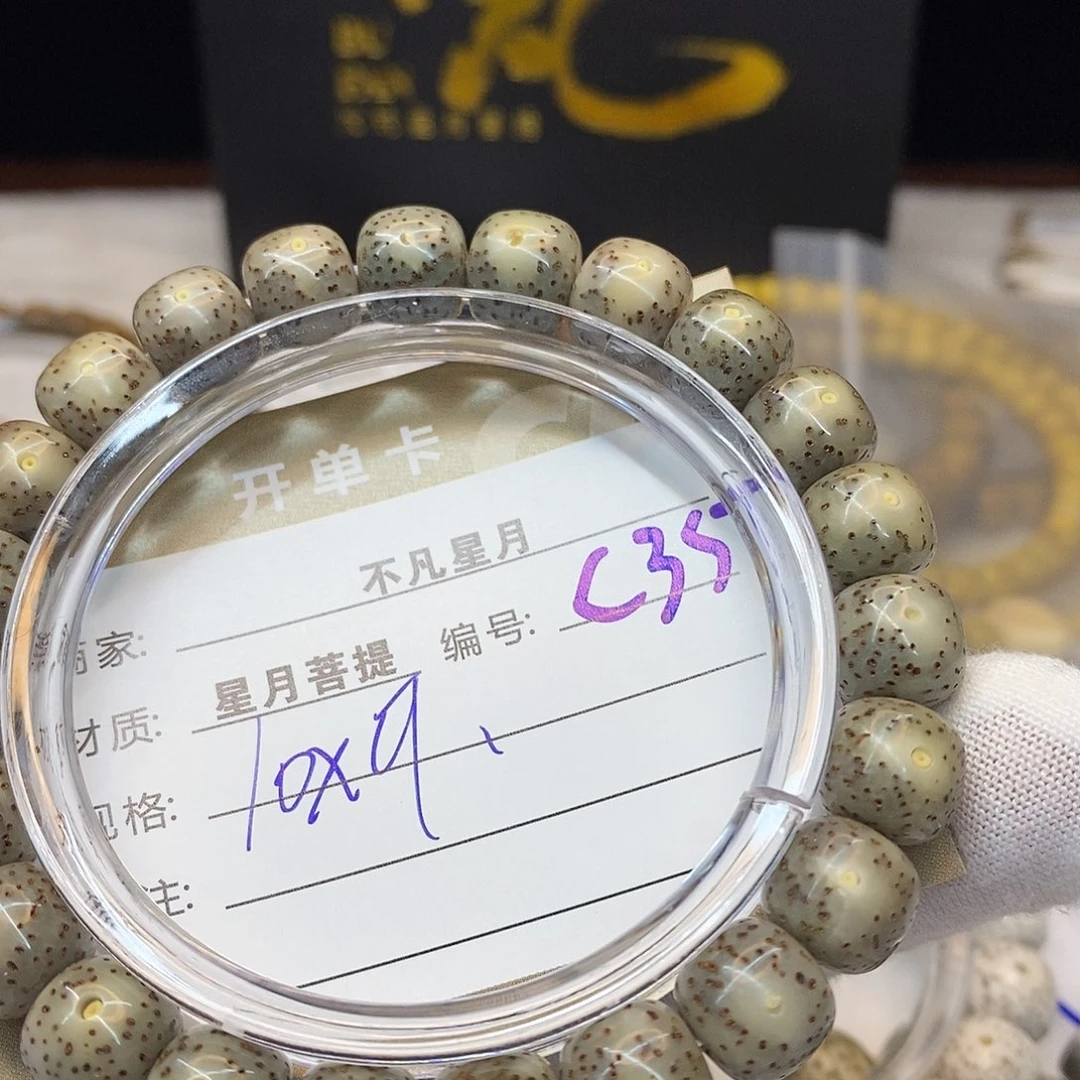 开单卡
商家: 不凡星月
材质: 星月菩提 编号: C35
规格: 10x9、
注: